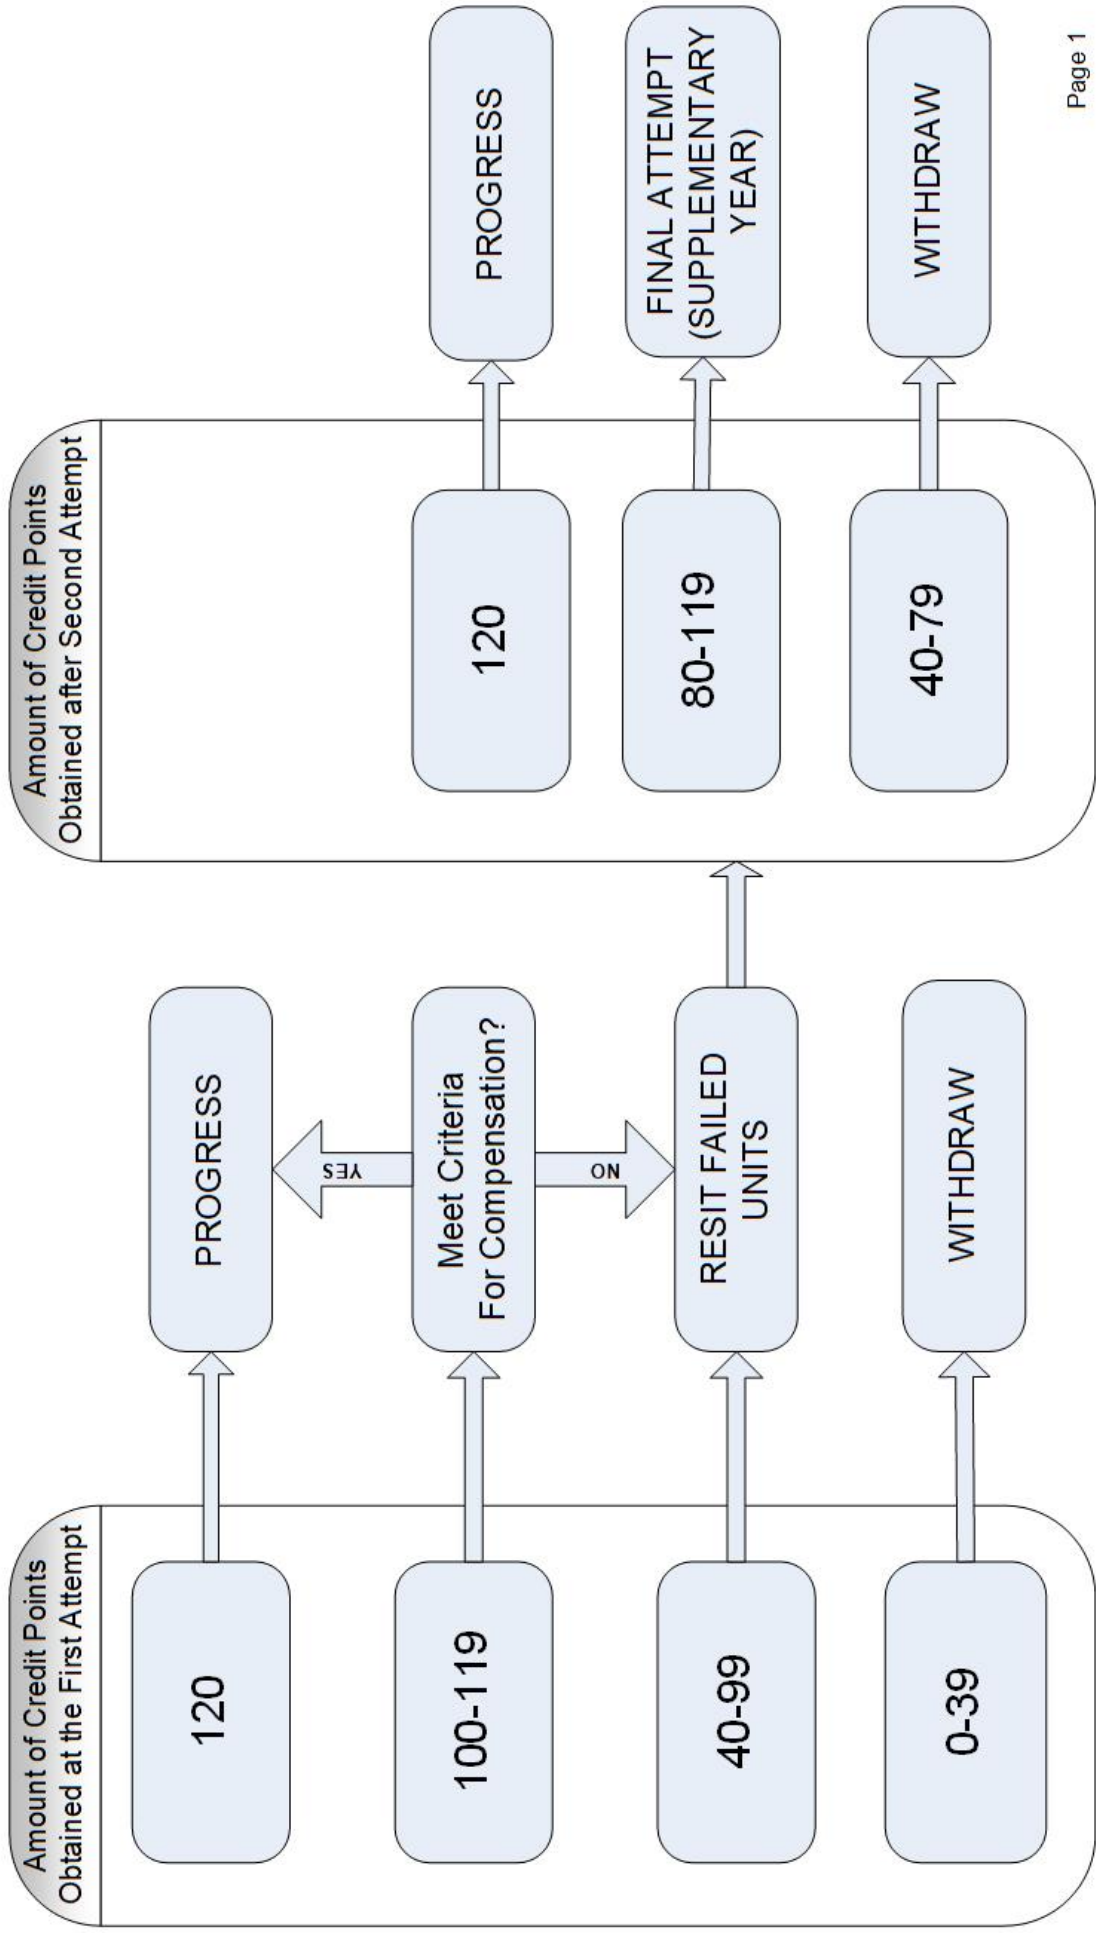 Amount of Credit Points
Obtained at the First Attempt
120
100-119
40-99
0-39
PROGRESS
YES
Meet Criteria
For Compensation?
NO
RESIT FAILED
UNITS
WITHDRAW
Amount of Credit Points
Obtained after Second Attempt
120
80-119
40-79
PROGRESS
FINAL ATTEMPT
(SUPPLEMENTARY
YEAR)
WITHDRAW
Page 1